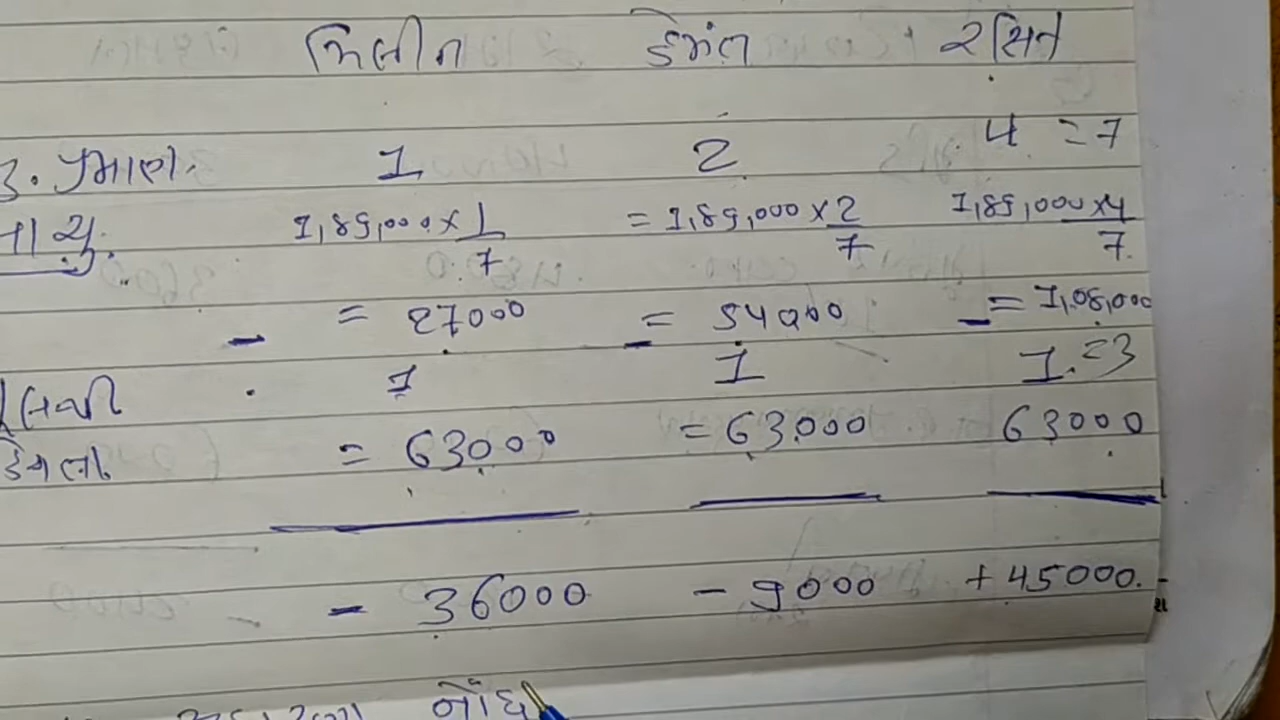 મિલીન હેમંત રસિત
ઉ. પ્રમાણ. 1 2 4 = 7
1,89,000 × 1/7 = 1,89,000 × 2/7 1,89,000 × 4/7
- = 27000 - = 54000 - = 1,08,000
1 1 1. = 3
= 63000 = 63000 63000
- 36000 - 9000 + 45000.
નોંધ